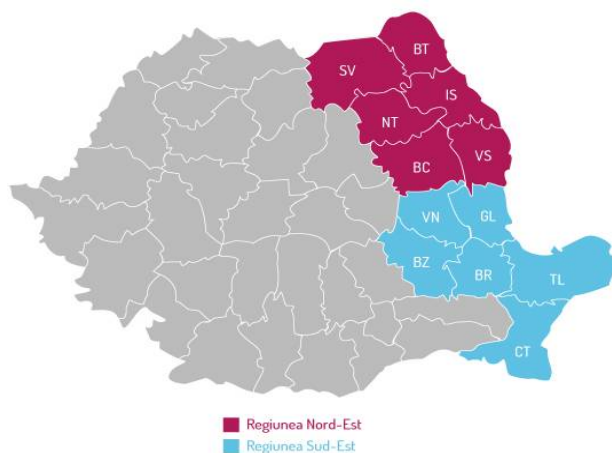 BT
SV
IS
NT
BC
VS
VN
GL
BZ
BR
TL
CT
Regiunea Nord-Est
Regiunea Sud-Est